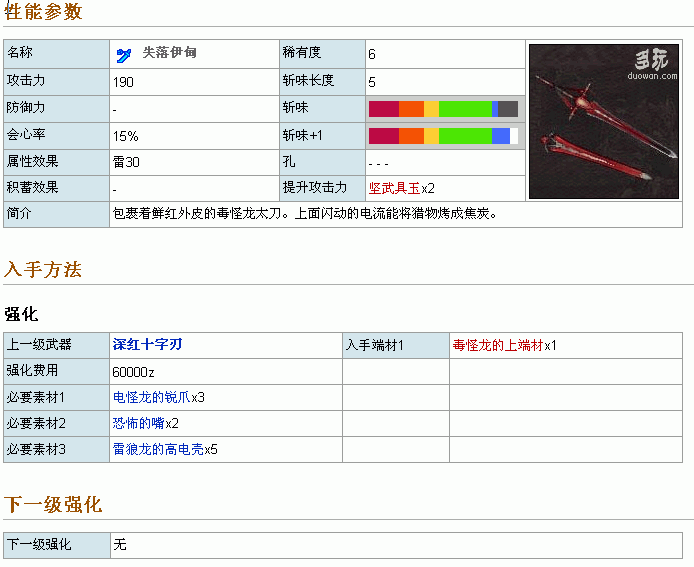 性能参数
名称 失落伊甸 稀有度 6
多玩
duowan.com
攻击力 190 斩味长度 5
防御力 - 斩味
会心率 15% 斩味+1
属性效果 雷30 孔 - - -
积蓄效果 - 提升攻击力 坚武具玉x2
简介 包裹着鲜红外皮的毒怪龙太刀。上面闪动的电流能将猎物烤成焦炭。
入手方法
强化
上一级武器 深红十字刃 入手端材1 毒怪龙的上端材x1
强化费用 60000z
必要素材1 电怪龙的锐爪x3
必要素材2 恐怖的嘴x2
必要素材3 雷狼龙的高电壳x5
下一级强化
下一级强化 无